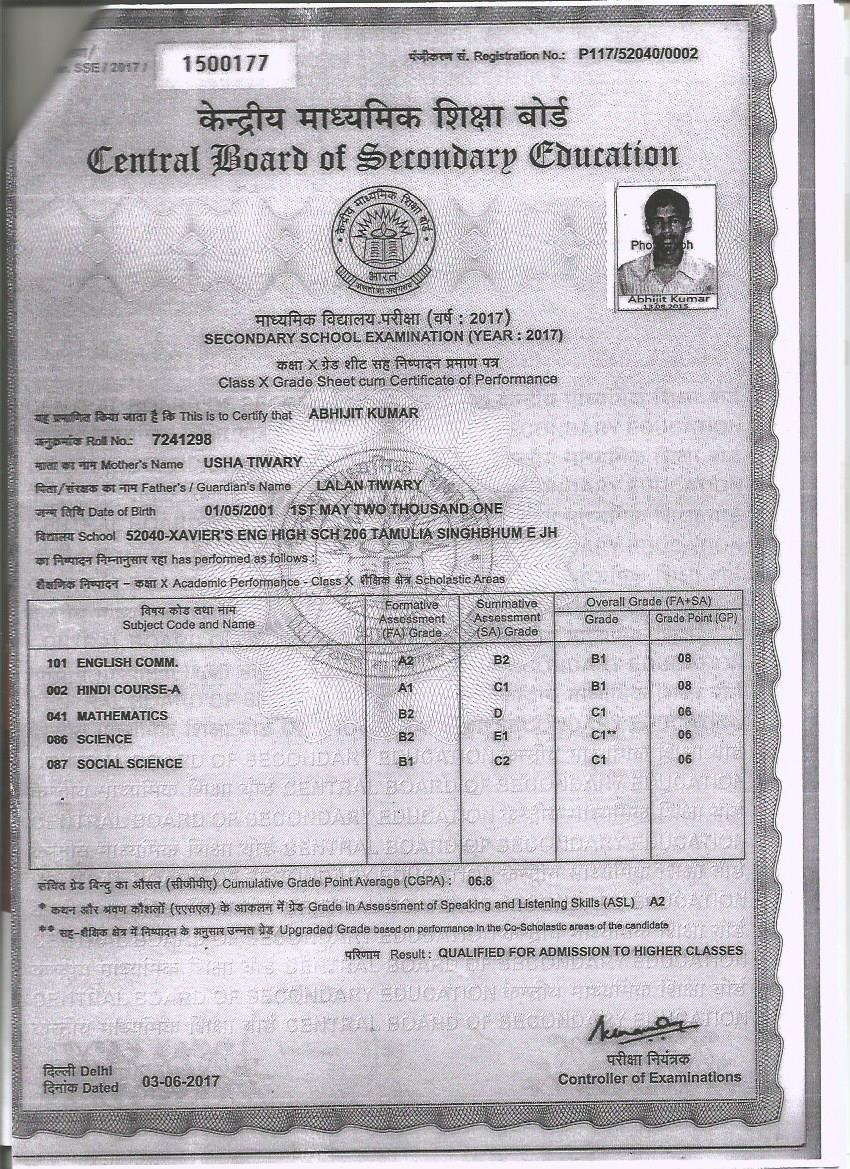 SSE / 2017 /
1500177
पंजीकरण सं. Registration No.: P117/52040/0002
केन्द्रीय माध्यमिक शिक्षा बोर्ड
Central Board of Secondary Education
केन्द्रीय माध्यमिक शिक्षा बोर्ड
भारत
Abhijit Kumar
13.08.2015
माध्यमिक विद्यालय परीक्षा (वर्ष : 2017)
SECONDARY SCHOOL EXAMINATION (YEAR : 2017)
कक्षा X ग्रेड शीट सह निष्पादन प्रमाण पत्र
Class X Grade Sheet cum Certificate of Performance
यह प्रमाणित किया जाता है कि This is to Certify that ABHIJIT KUMAR
अनुक्रमांक Roll No.: 7241298
माता का नाम Mother's Name USHA TIWARY
पिता/संरक्षक का नाम Father's / Guardian's Name LALAN TIWARY
जन्म तिथि Date of Birth 01/05/2001 1ST MAY TWO THOUSAND ONE
विद्यालय School 52040-XAVIER'S ENG HIGH SCH 206 TAMULIA SINGHBHUM E JH
का निष्पादन निम्नानुसार रहा has performed as follows :
शैक्षणिक निष्पादन – कक्षा X Academic Performance - Class X शैक्षिक क्षेत्र Scholastic Areas
विषय कोड तथा नाम Subject Code and Name Formative Assessment (FA) Grade Summative Assessment (SA) Grade Overall Grade (FA+SA)
Grade Grade Point (GP)
101 ENGLISH COMM. A2 B2 B1 08
002 HINDI COURSE-A A1 C1 B1 08
041 MATHEMATICS B2 D C1 06
086 SCIENCE B2 E1 C1** 06
087 SOCIAL SCIENCE B1 C2 C1 06
संचित ग्रेड बिन्दु का औसत (सीजीपीए) Cumulative Grade Point Average (CGPA) : 06.8
* कथन और श्रवण कौशलों (एएसएल) के आकलन में ग्रेड Grade in Assessment of Speaking and Listening Skills (ASL) A2
** सह-शैक्षिक क्षेत्र में निष्पादन के अनुसार उन्नत ग्रेड Upgraded Grade based on performance in the Co-Scholastic areas of the candidate
परिणाम Result : QUALIFIED FOR ADMISSION TO HIGHER CLASSES
दिल्ली Delhi
दिनांक Dated 03-06-2017
परीक्षा नियंत्रक
Controller of Examinations